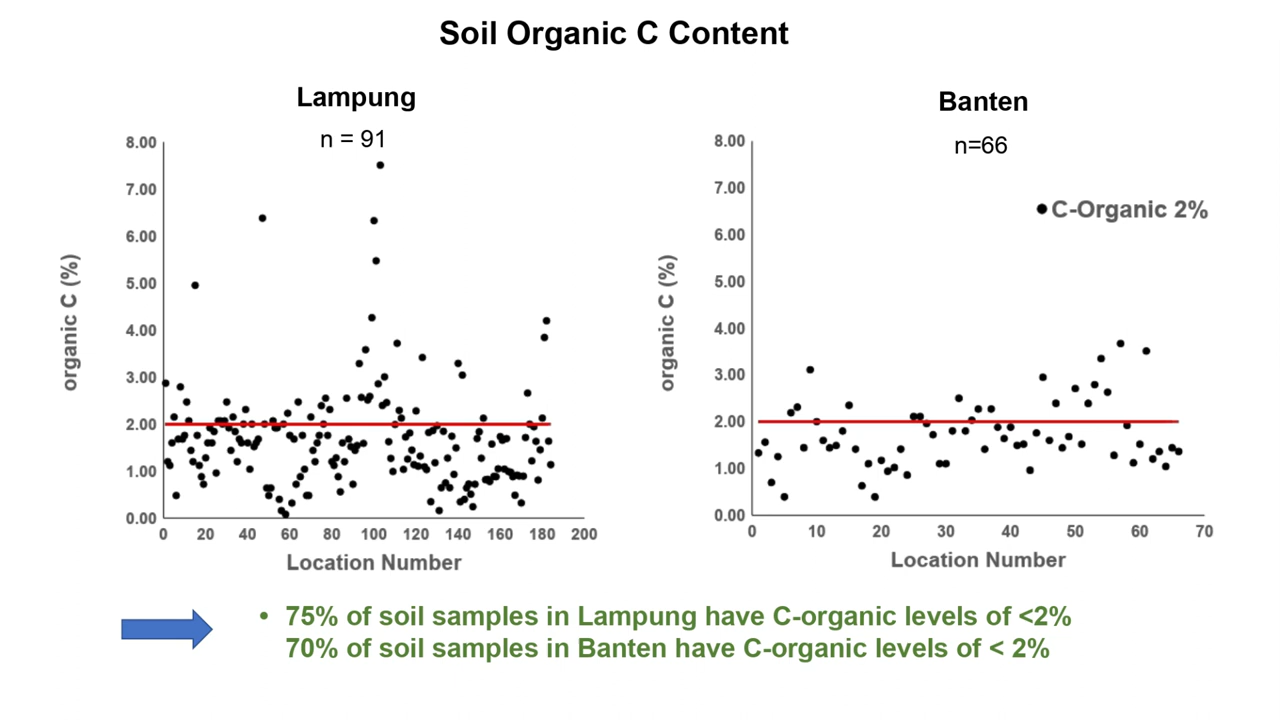 Soil Organic C Content
Lampung
n = 91
8.00
7.00
6.00
5.00
4.00
3.00
2.00
1.00
0.00
organic C (%)
0 20 40 60 80 100 120 140 160 180 200
Location Number
Banten
n=66
8.00
7.00
6.00
5.00
4.00
3.00
2.00
1.00
0.00
organic C (%)
C-Organic 2%
0 10 20 30 40 50 60 70
Location Number
• 75% of soil samples in Lampung have C-organic levels of <2%
70% of soil samples in Banten have C-organic levels of < 2%